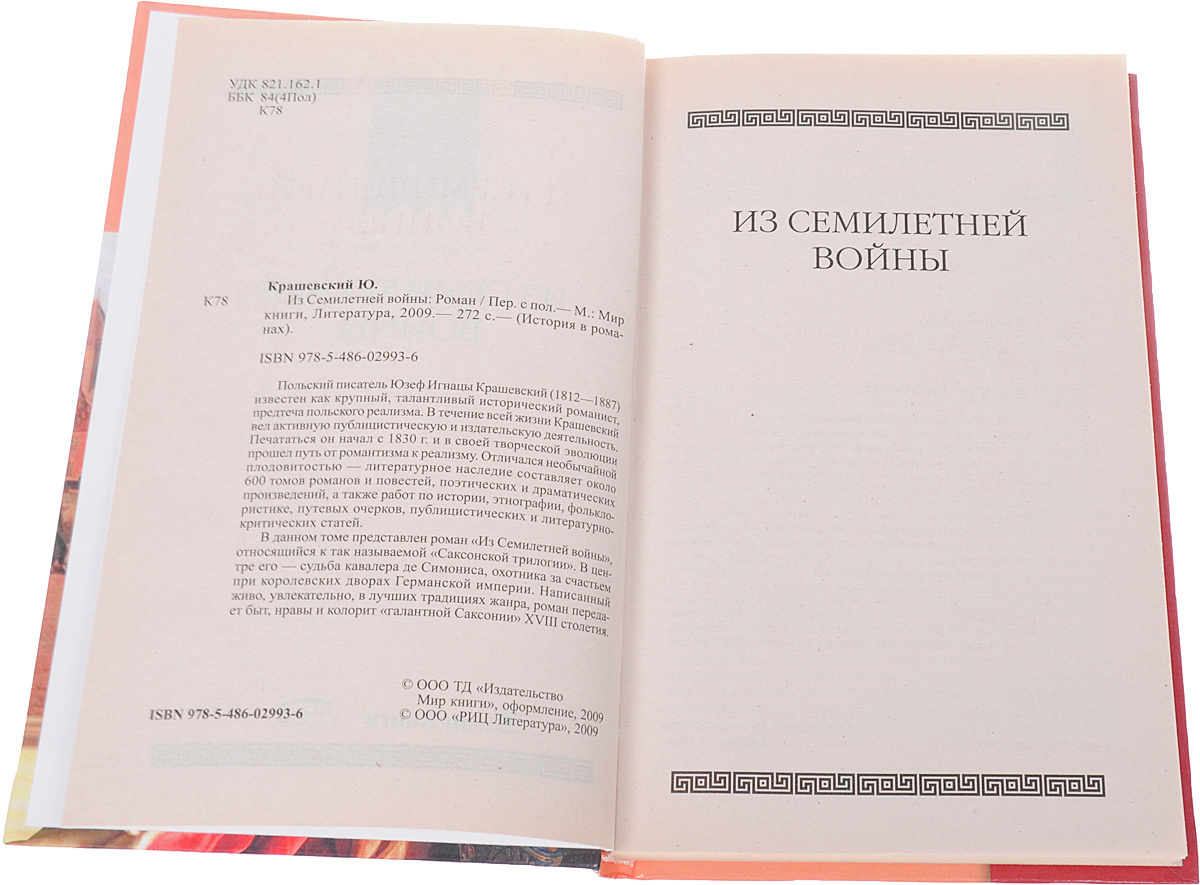 УДК 821.162.1
ББК 84(4Пол)
К78
Крашевский Ю.
К78 Из Семилетней войны: Роман / Пер. с пол.— М.: Мир
книги, Литература, 2009.— 272 с.— (История в рома-
нах).
ISBN 978-5-486-02993-6
Польский писатель Юзеф Игнацы Крашевский (1812—1887)
известен как крупный, талантливый исторический романист,
предтеча польского реализма. В течение всей жизни Крашевский
вел активную публицистическую и издательскую деятельность.
Печататься он начал с 1830 г. и в своей творческой эволюции
прошел путь от романтизма к реализму. Отличался необычайной
плодовитостью — литературное наследие составляет около
600 томов романов и повестей, поэтических и драматических
произведений, а также работ по истории, этнографии, фолькло-
ристике, путевых очерков, публицистических и литературно-
критических статей.
В данном томе представлен роман «Из Семилетней войны»,
относящийся к так называемой «Саксонской трилогии». В цен-
тре его — судьба кавалера де Симониса, охотника за счастьем
при королевских дворах Германской империи. Написанный
живо, увлекательно, в лучших традициях жанра, роман переда-
ет быт, нравы и колорит «галантной Саксонии» XVIII столетия.
© ООО ТД «Издательство
Мир книги», оформление, 2009
ISBN 978-5-486-02993-6
© ООО «РИЦ Литература», 2009
ИЗ СЕМИЛЕТНЕЙ
ВОЙНЫ